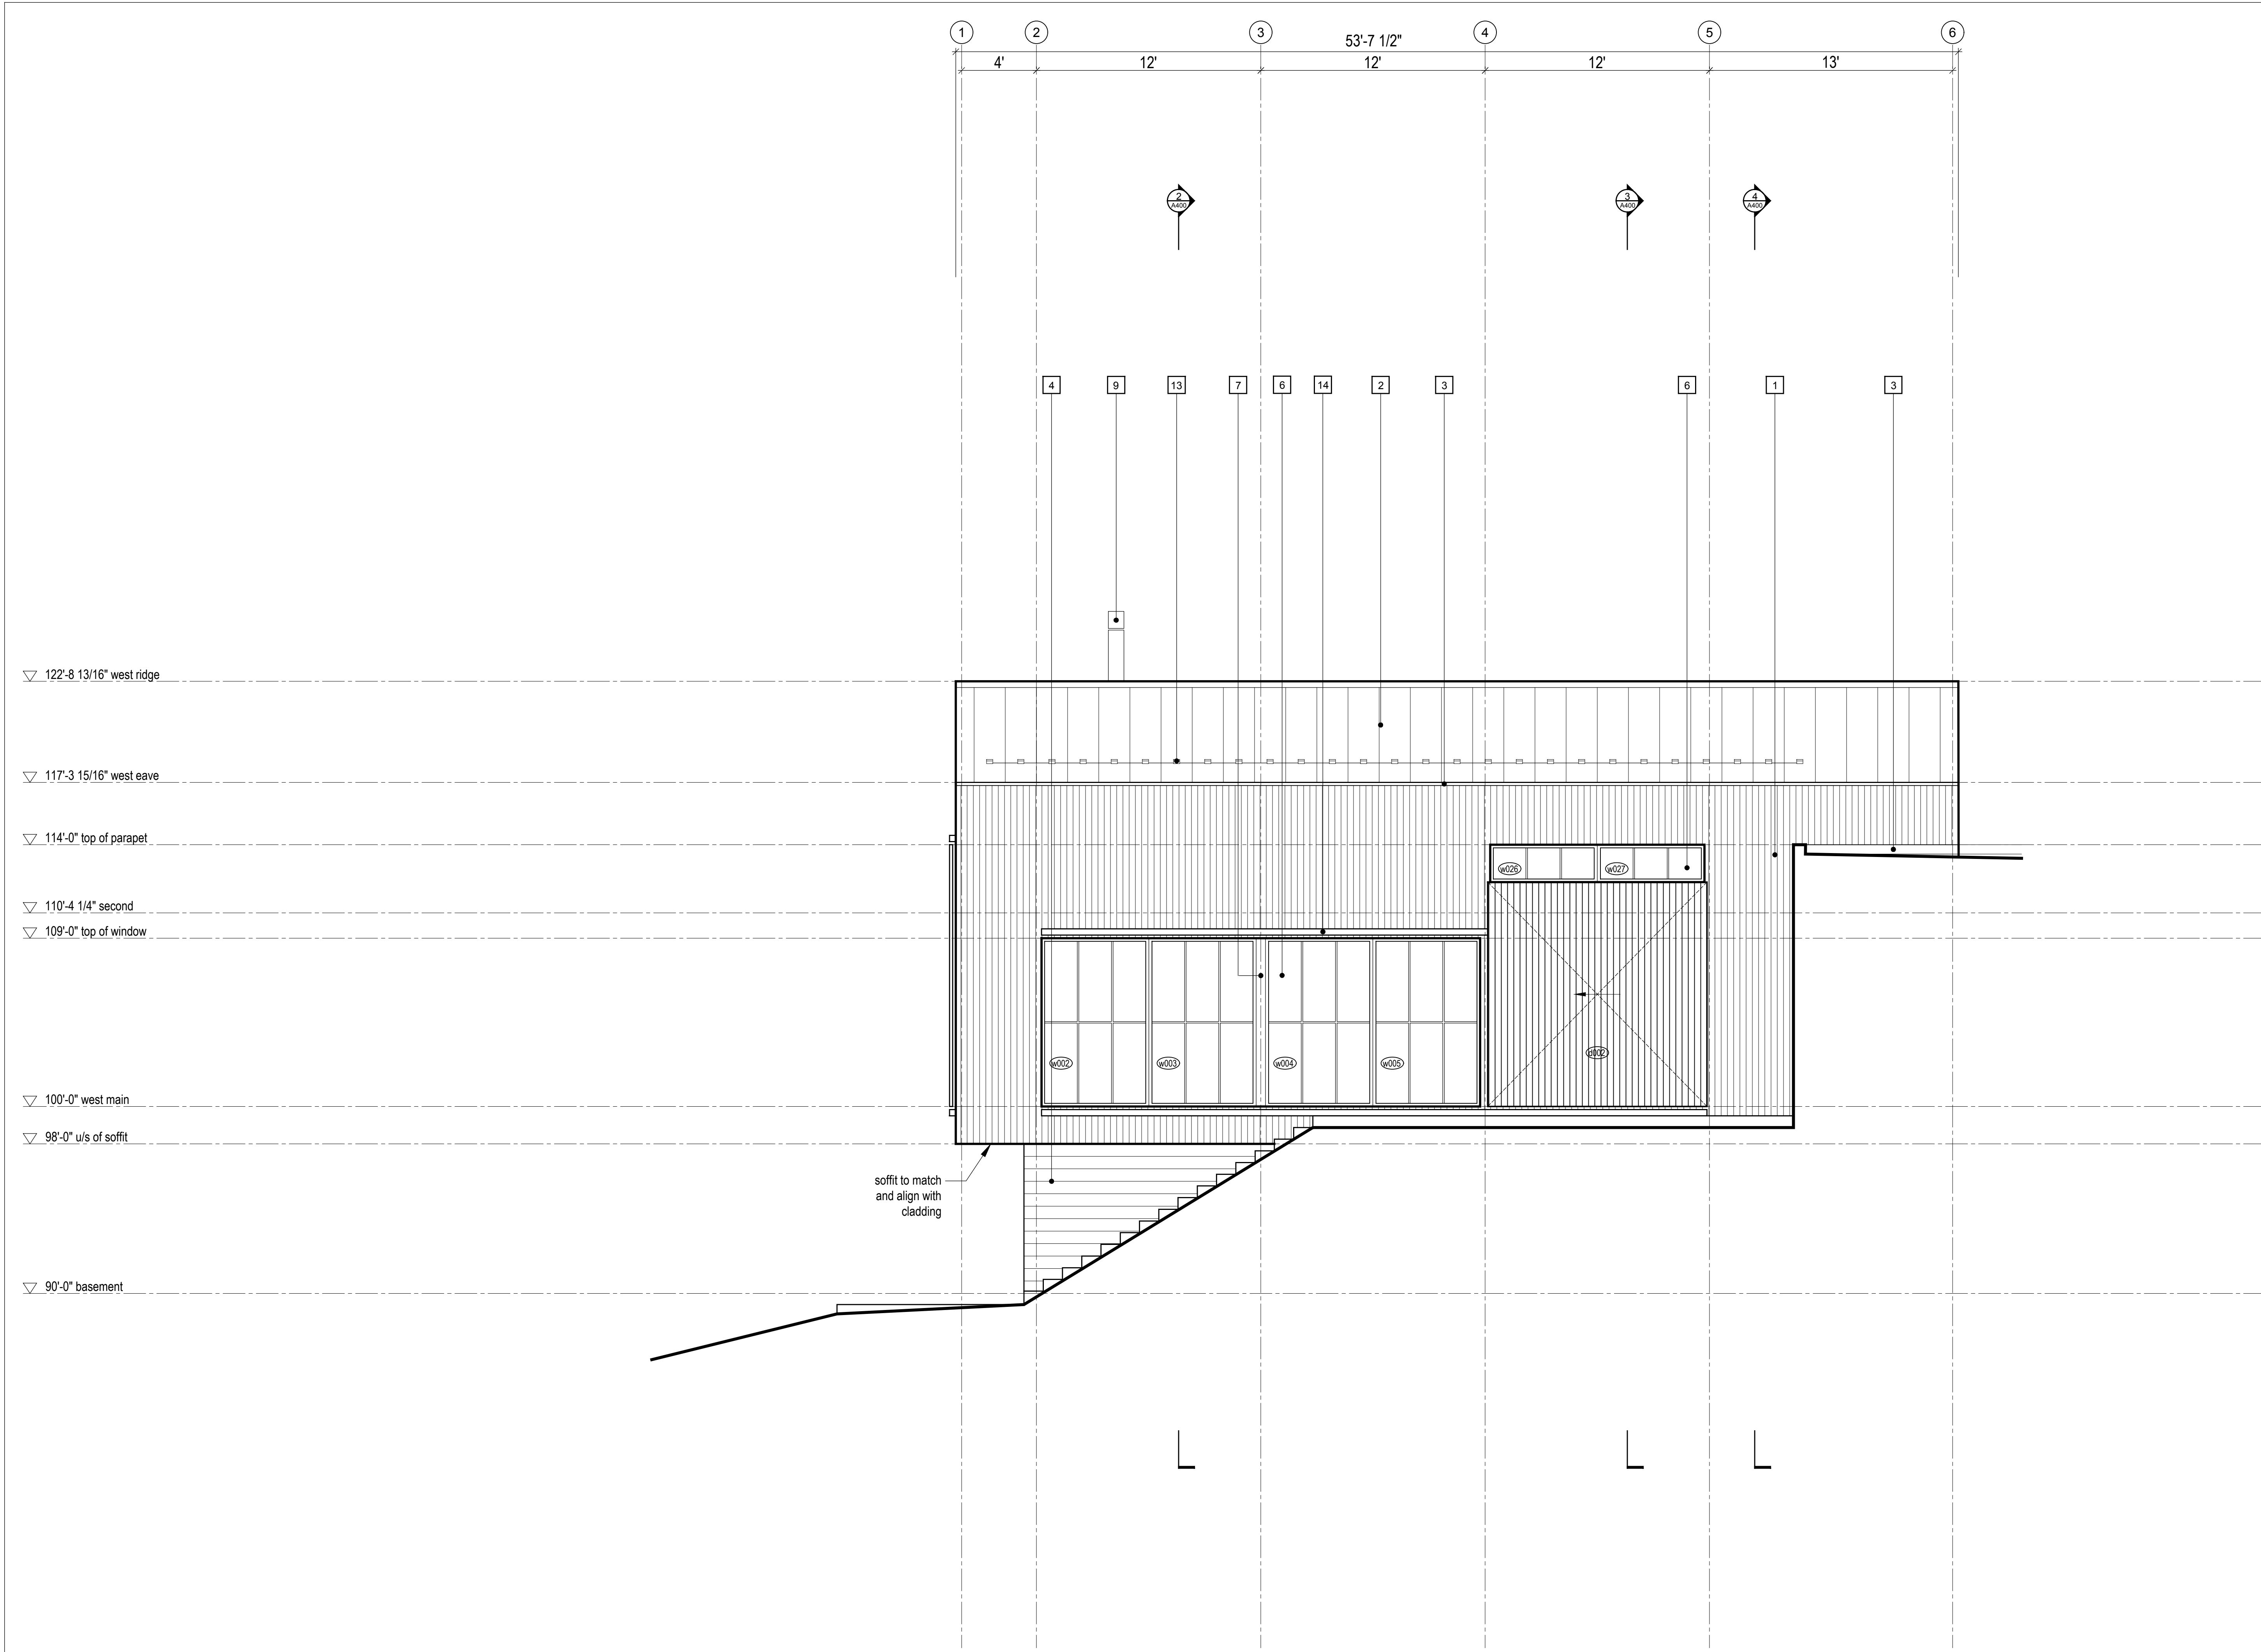 1 2 3 4 5 6
53'-7 1/2"
4' 12' 12' 12' 13'
2 3 4
A400 A400 A400
4 9 13 7 6 14 2 3 6 1 3
122'-8 13/16" west ridge
117'-3 15/16" west eave
114'-0" top of parapet
w026 w027
110'-4 1/4" second
109'-0" top of window
w002 w003 w004 w005 d002
100'-0" west main
98'-0" u/s of soffit
soffit to match
and align with
cladding
90'-0" basement